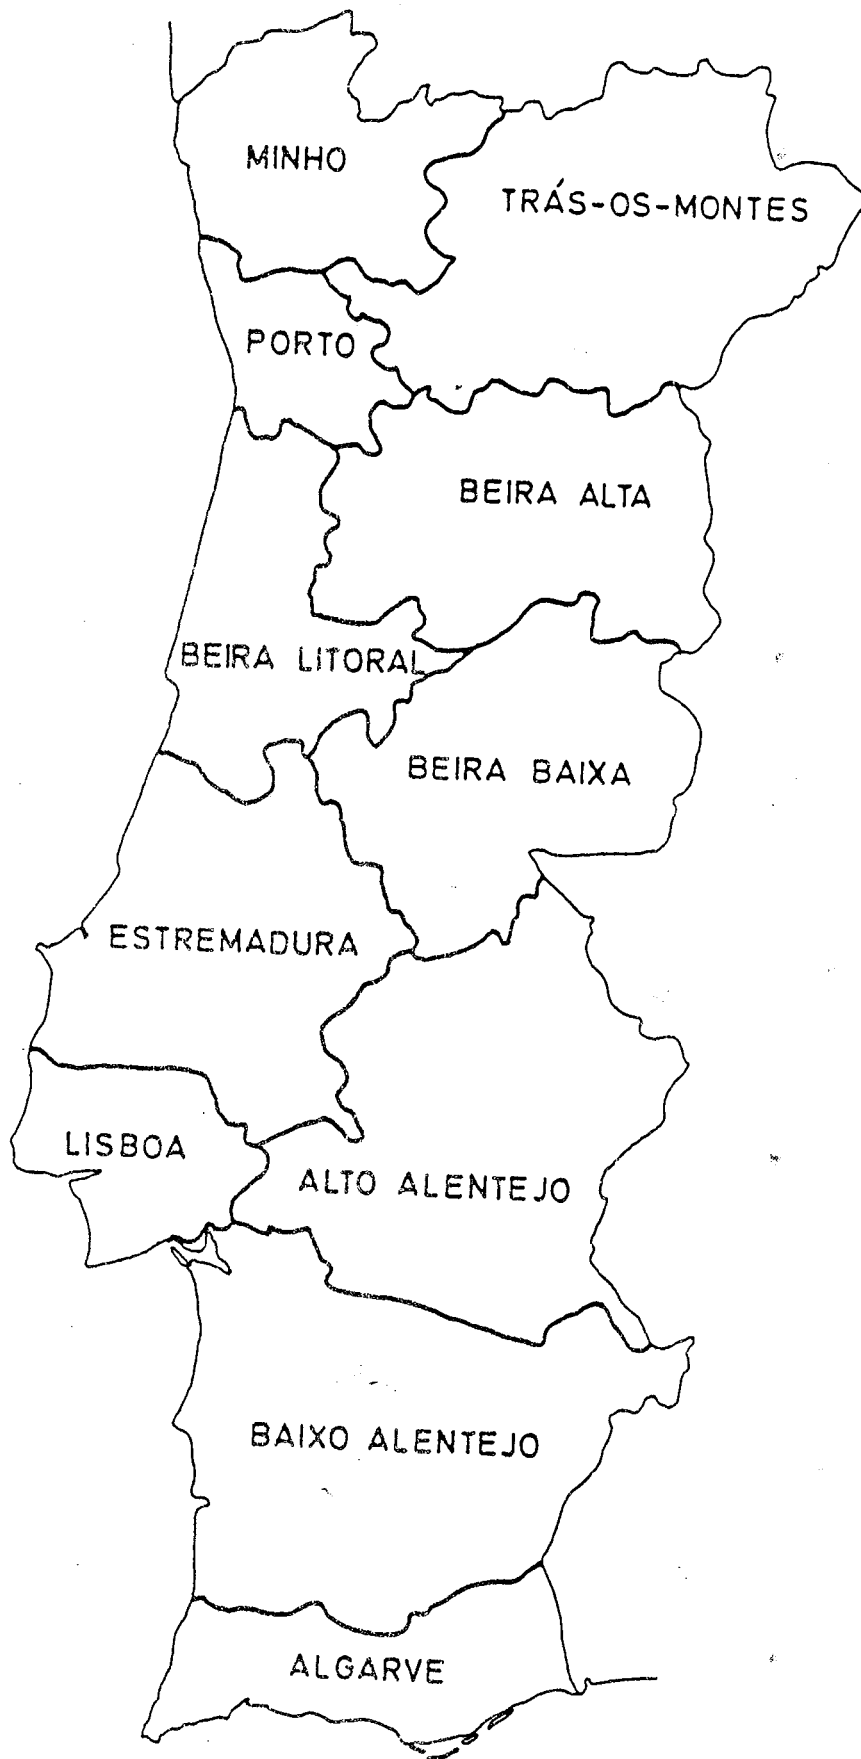 MINHO
TRÁS-OS-MONTES
PORTO
BEIRA ALTA
BEIRA LITORAL
BEIRA BAIXA
ESTREMADURA
LISBOA
ALTO ALENTEJO
BAIXO ALENTEJO
ALGARVE